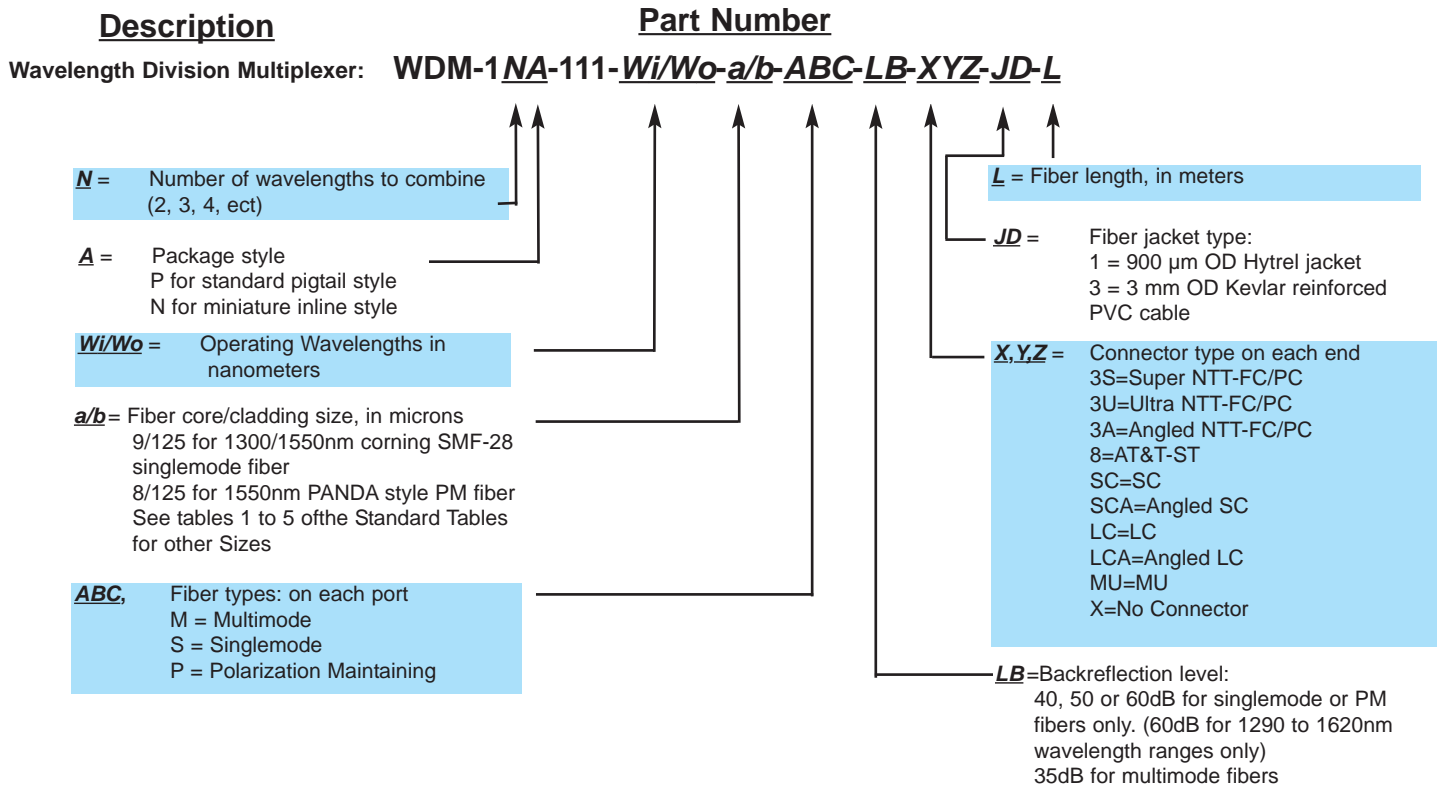 Description
Part Number
Wavelength Division Multiplexer: WDM-1NA-111-Wi/Wo-a/b-ABC-LB-XYZ-JD-L
N = Number of wavelengths to combine
(2, 3, 4, ect)
A = Package style
P for standard pigtail style
N for miniature inline style
Wi/Wo = Operating Wavelengths in
nanometers
a/b = Fiber core/cladding size, in microns
9/125 for 1300/1550nm corning SMF-28
singlemode fiber
8/125 for 1550nm PANDA style PM fiber
See tables 1 to 5 ofthe Standard Tables
for other Sizes
ABC, Fiber types: on each port
M = Multimode
S = Singlemode
P = Polarization Maintaining
L = Fiber length, in meters
JD = Fiber jacket type:
1 = 900 µm OD Hytrel jacket
3 = 3 mm OD Kevlar reinforced
PVC cable
X,Y,Z = Connector type on each end
3S=Super NTT-FC/PC
3U=Ultra NTT-FC/PC
3A=Angled NTT-FC/PC
8=AT&T-ST
SC=SC
SCA=Angled SC
LC=LC
LCA=Angled LC
MU=MU
X=No Connector
LB =Backreflection level:
40, 50 or 60dB for singlemode or PM
fibers only. (60dB for 1290 to 1620nm
wavelength ranges only)
35dB for multimode fibers